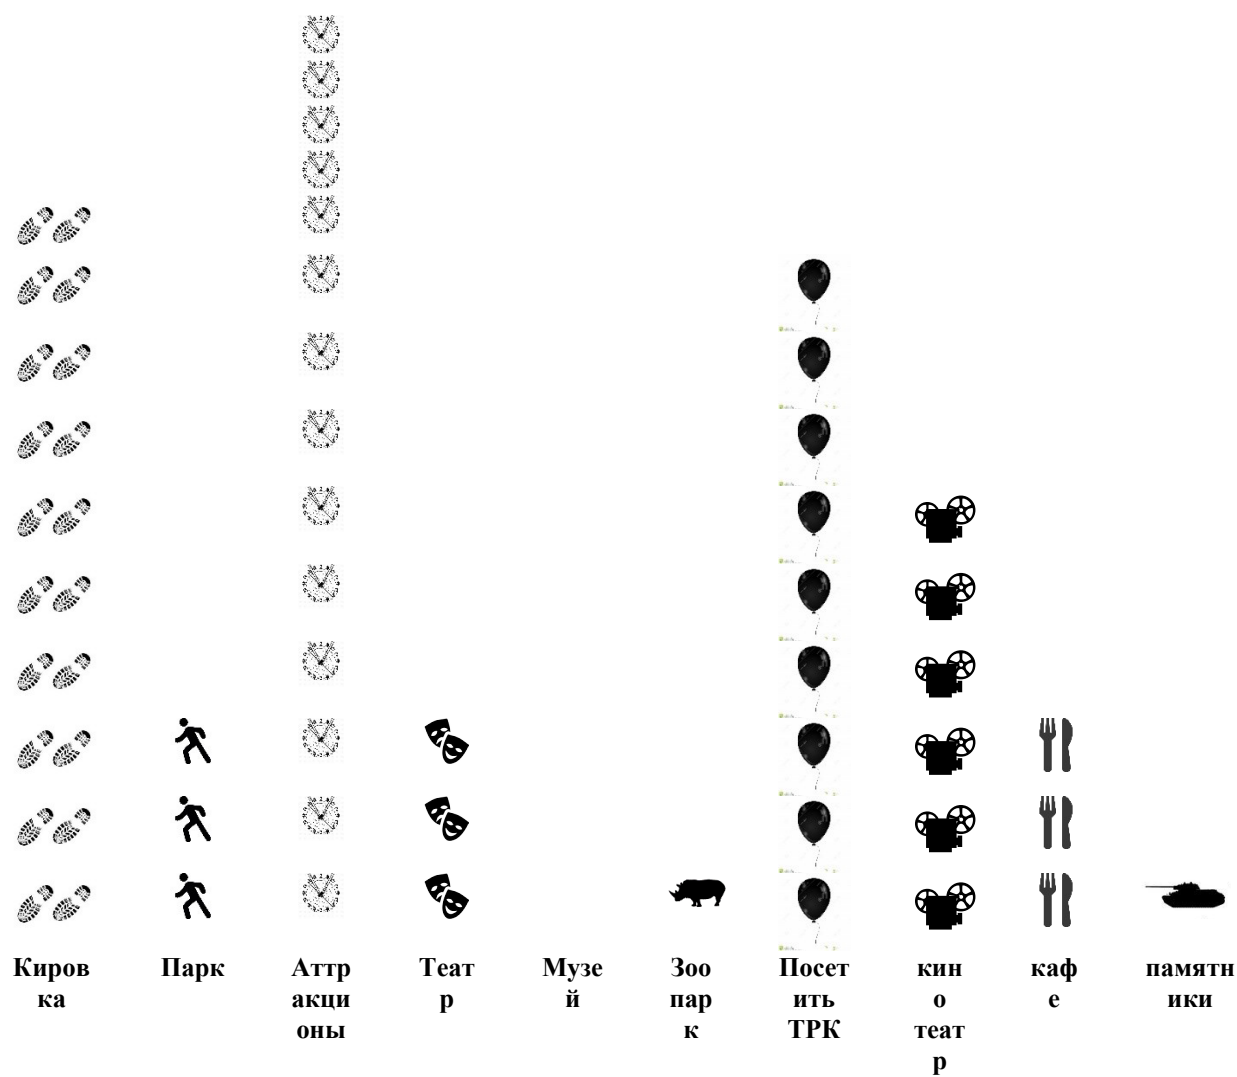 Киров Парк Аттр Теат Музе Зоо Посет кин каф памятн
ка акци р й пар ить о е ики
оны к ТРК теат
р